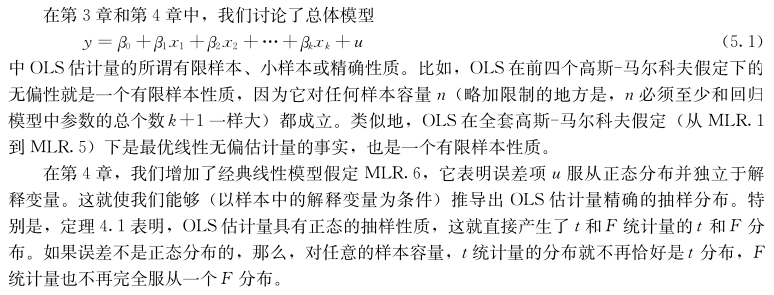 在第 3 章和第 4 章中，我们讨论了总体模型
y = β₀ + β₁x₁ + β₂x₂ + ⋯ + βₖxₖ + u (5.1)
中 OLS 估计量的所谓有限样本、小样本或精确性质。比如，OLS 在前四个高斯-马尔科夫假定下的
无偏性就是一个有限样本性质，因为它对任何样本容量 n（略加限制的地方是，n 必须至少和回归
模型中参数的总个数 k+1 一样大）都成立。类似地，OLS 在全套高斯-马尔科夫假定（从 MLR.1
到 MLR.5）下是最优线性无偏估计量的事实，也是一个有限样本性质。
在第 4 章，我们增加了经典线性模型假定 MLR.6，它表明误差项 u 服从正态分布并独立于解
释变量。这就使我们能够（以样本中的解释变量为条件）推导出 OLS 估计量精确的抽样分布。特
别是，定理 4.1 表明，OLS 估计量具有正态的抽样性质，这就直接产生了 t 和 F 统计量的 t 和 F 分
布。如果误差不是正态分布的，那么，对任意的样本容量，t 统计量的分布就不再恰好是 t 分布，F
统计量也不再完全服从一个 F 分布。